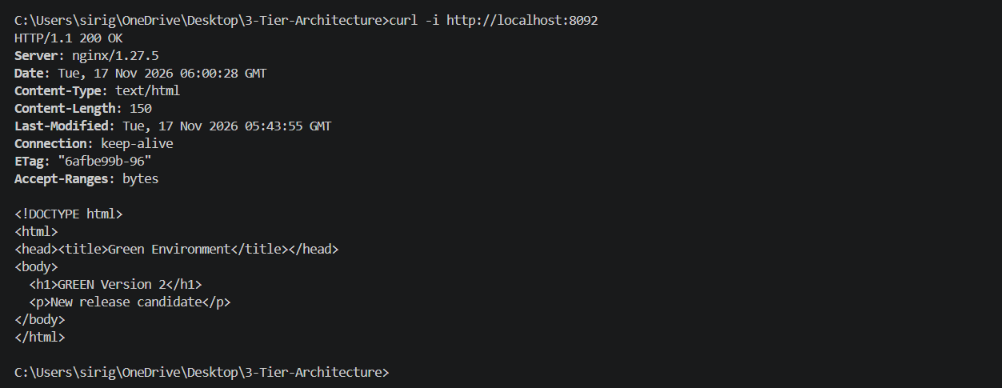 C:\Users\sirig\OneDrive\Desktop\3-Tier-Architecture>curl -i http://localhost:8092
HTTP/1.1 200 OK
Server: nginx/1.27.5
Date: Tue, 17 Nov 2026 06:00:28 GMT
Content-Type: text/html
Content-Length: 150
Last-Modified: Tue, 17 Nov 2026 05:43:55 GMT
Connection: keep-alive
ETag: "6afbe99b-96"
Accept-Ranges: bytes

<!DOCTYPE html>
<html>
<head><title>Green Environment</title></head>
<body>
  <h1>GREEN Version 2</h1>
  <p>New release candidate</p>
</body>
</html>

C:\Users\sirig\OneDrive\Desktop\3-Tier-Architecture>